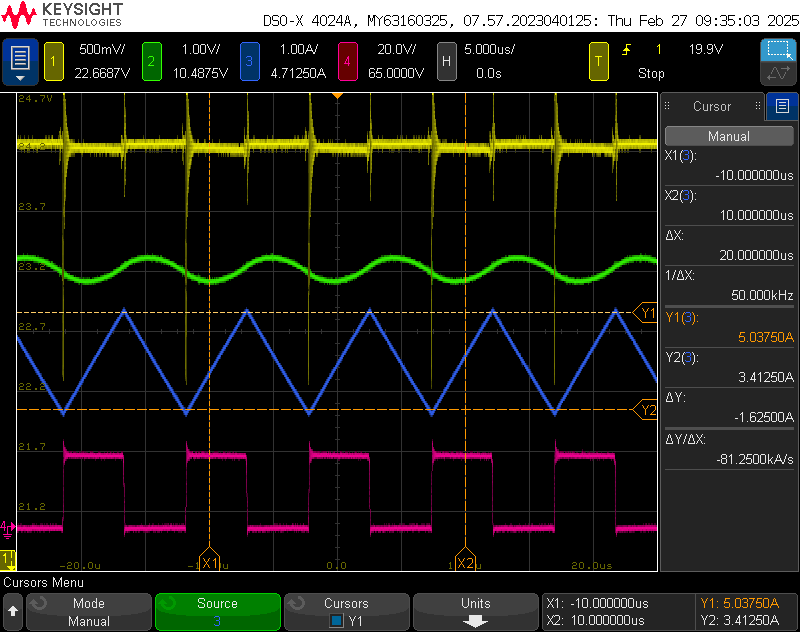 KEYSIGHT
TECHNOLOGIES
DSO-X 4024A, MY63160325, 07.57.2023040125: Thu Feb 27 09:35:03 2025
1 500mV/ 2 1.00V/ 3 1.00A/ 4 20.0V/ H 5.000us/ T 1 19.9V
22.6687V 10.4875V 4.71250A 65.0000V 0.0s Stop
24.7V
24.2
23.7
23.2
22.7
22.2
21.7
21.2
Y1
Y2
4
1
-20.0u 0.0 20.0us
X1 X2
Cursor
Manual
X1(3):
-10.000000us
X2(3):
10.000000us
ΔX:
20.000000us
1/ΔX:
50.000kHz
Y1(3):
5.03750A
Y2(3):
3.41250A
ΔY:
-1.62500A
ΔY/ΔX:
-81.2500kA/s
Cursors Menu
Mode
Manual
Source
3
Cursors
Y1
Units
X1: -10.000000us
X2: 10.000000us
Y1: 5.03750A
Y2: 3.41250A